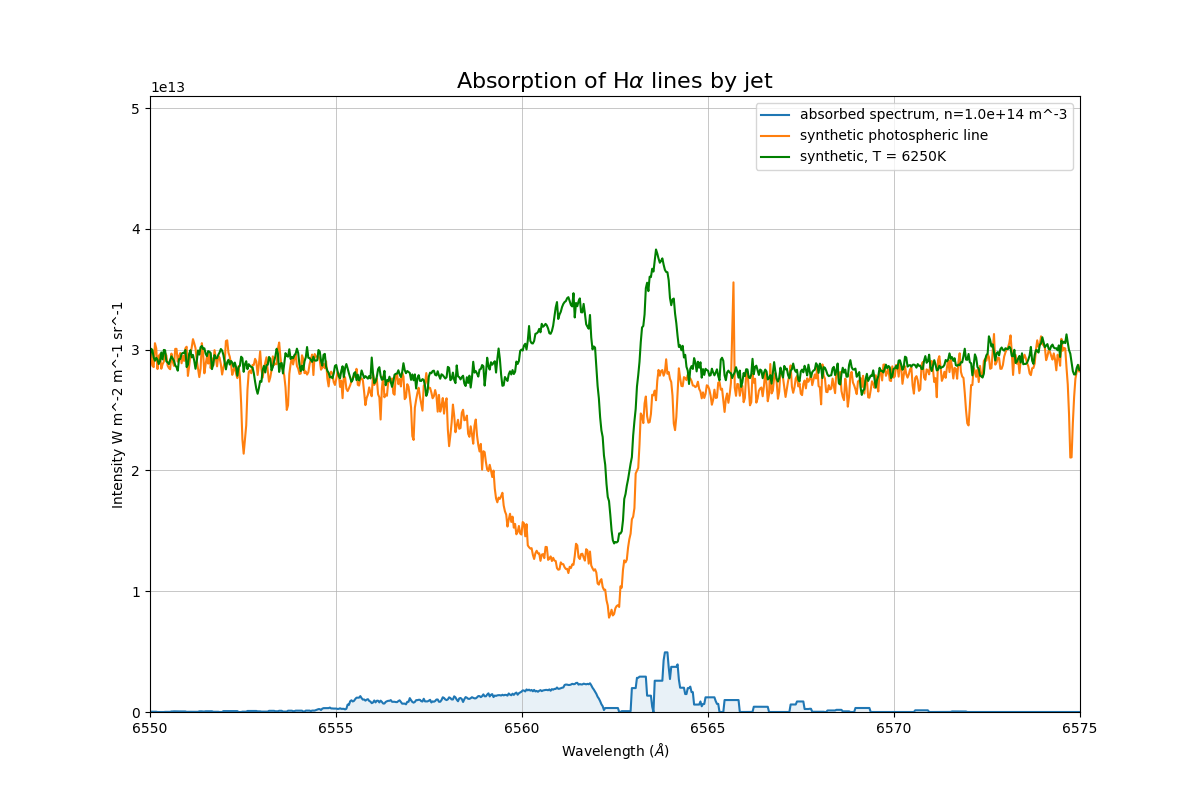 Absorption of Hα lines by jet
1e13
absorbed spectrum, n=1.0e+14 m^-3
synthetic photospheric line
synthetic, T = 6250K
5
4
3
2
1
0
Intensity W m^-2 m^-1 sr^-1
6550 6555 6560 6565 6570 6575
Wavelength (Å)